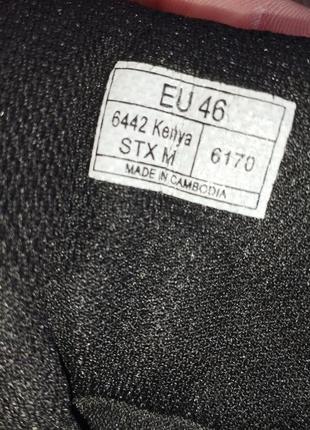 EU 46
6442 Kenya
STX M
6170
MADE IN CAMBODIA